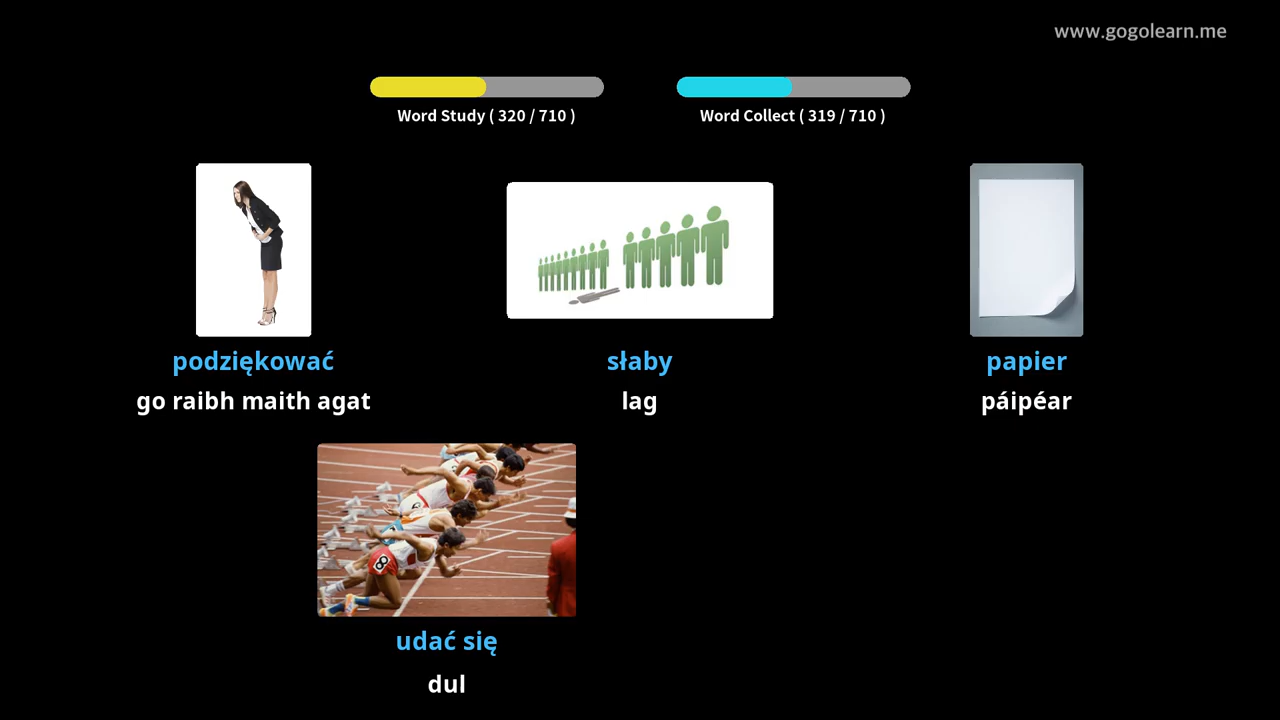 www.gogolearn.me
Word Study ( 320 / 710 )
Word Collect ( 319 / 710 )
podziękować
słaby
papier
go raibh maith agat
lag
páipéar
8
udać się
dul